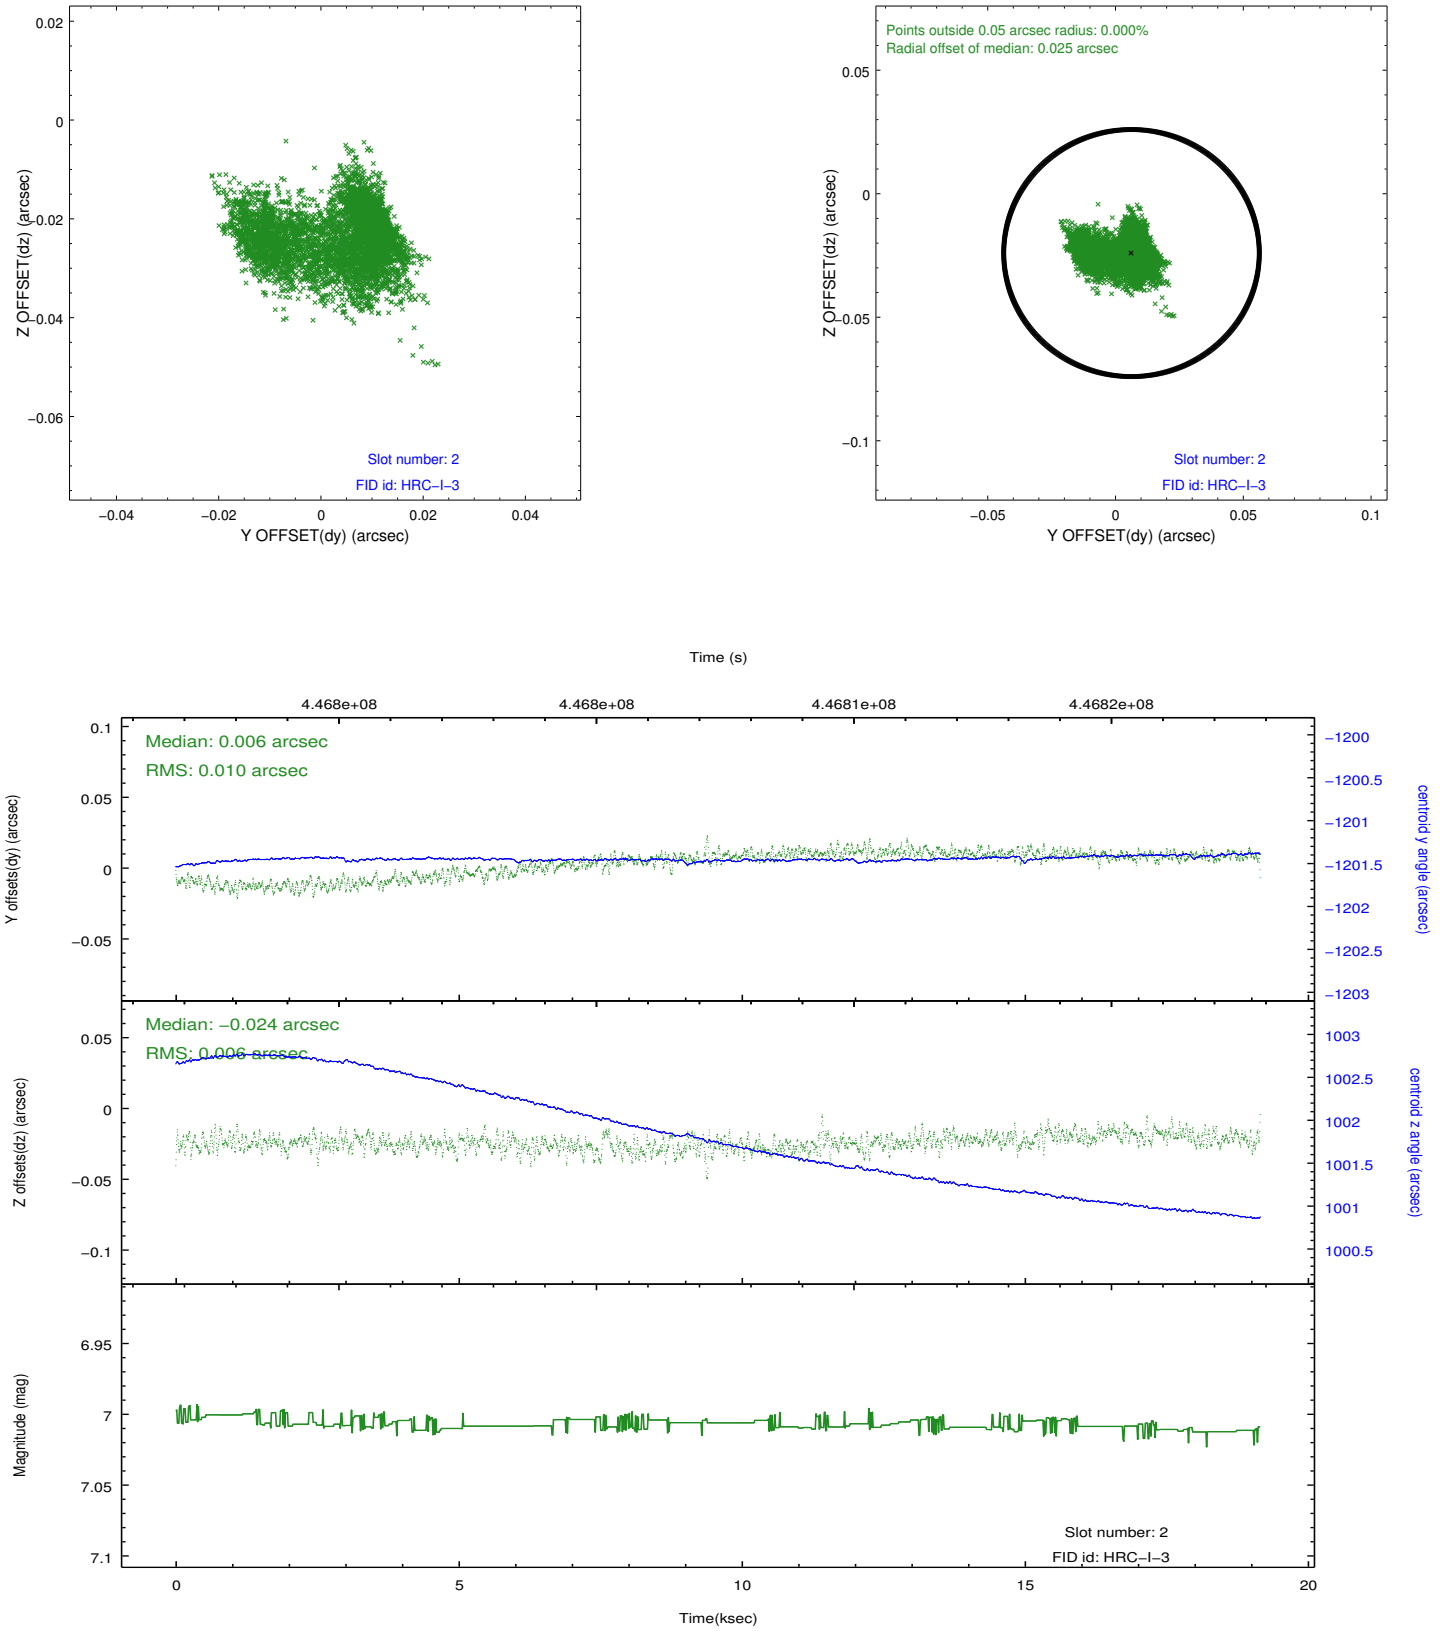 0.02
0
−0.02
−0.04
−0.06
Z OFFSET(dz) (arcsec)
Slot number: 2
FID id: HRC−I−3
−0.04
−0.02
0
0.02
0.04
Y OFFSET(dy) (arcsec)
Points outside 0.05 arcsec radius: 0.000%
Radial offset of median: 0.025 arcsec
0.05
0
−0.05
−0.1
Z OFFSET(dz) (arcsec)
Slot number: 2
FID id: HRC−I−3
−0.05
0
0.05
0.1
Y OFFSET(dy) (arcsec)
Time (s)
4.468e+08
4.468e+08
4.4681e+08
4.4682e+08
Median: 0.006 arcsec
RMS: 0.010 arcsec
0.1
0.05
0
−0.05
Y offsets(dy) (arcsec)
−1200
−1200.5
−1201
−1201.5
−1202
−1202.5
−1203
centroid y angle (arcsec)
Median: −0.024 arcsec
RMS: 0.006 arcsec
0.05
0
−0.05
−0.1
Z offsets(dz) (arcsec)
1003
1002.5
1002
1001.5
1001
1000.5
centroid z angle (arcsec)
6.95
7
7.05
7.1
Magnitude (mag)
Slot number: 2
FID id: HRC−I−3
0
5
10
15
20
Time(ksec)